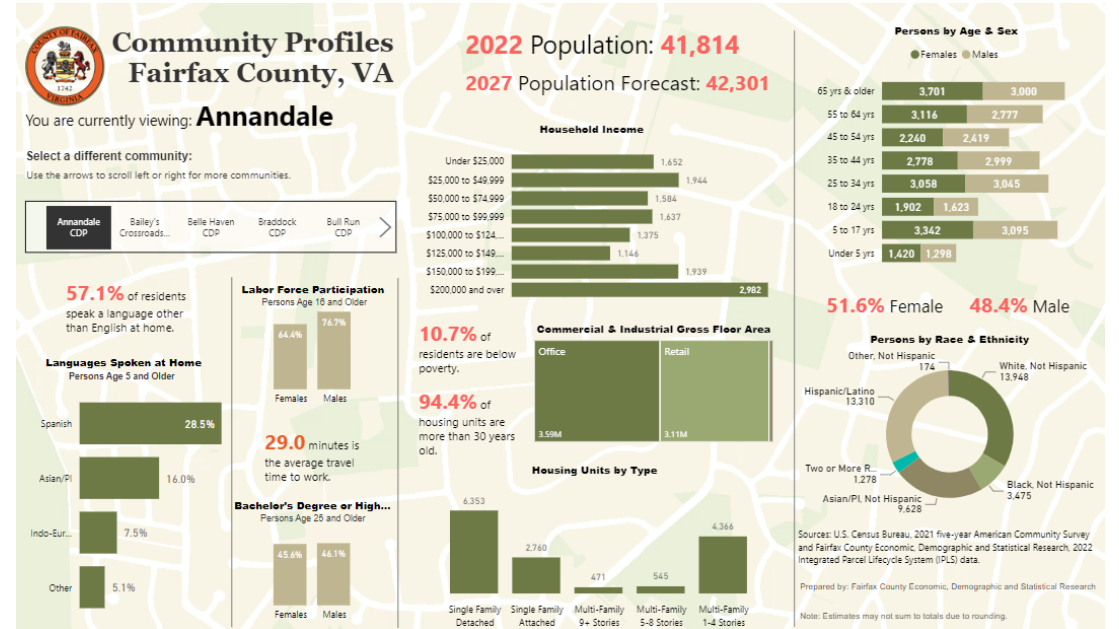 COUNTY OF FAIRFAX
1742
VIRGINIA
Community Profiles
Fairfax County, VA
You are currently viewing: Annandale
Select a different community:
Use the arrows to scroll left or right for more communities.
Annandale
CDP
Bailey's
Crossroads...
Belle Haven
CDP
Braddock
CDP
Bull Run
CDP
57.1% of residents
speak a language other
than English at home.
Languages Spoken at Home
Persons Age 5 and Older
Spanish
28.5%
Asian/PI
16.0%
Indo-Eur...
7.5%
Other
5.1%
Labor Force Participation
Persons Age 16 and Older
64.4%
76.7%
Females
Males
29.0 minutes is
the average travel
time to work.
Bachelor's Degree or High...
Persons Age 25 and Older
45.6%
46.1%
Females
Males
2022 Population: 41,814
2027 Population Forecast: 42,301
Household Income
Under $25,000
1,652
$25,000 to $49,999
1,944
$50,000 to $74,999
1,584
$75,000 to $99,999
1,637
$100,000 to $124,...
1,375
$125,000 to $149,...
1,146
$150,000 to $199,...
1,939
$200,000 and over
2,982
10.7% of
residents are below
poverty.
94.4% of
housing units are
more than 30 years
old.
Commercial & Industrial Gross Floor Area
Office
3.59M
Retail
3.11M
Housing Units by Type
6,353
2,760
471
545
4,366
Single Family
Detached
Single Family
Attached
Multi-Family
9+ Stories
Multi-Family
5-8 Stories
Multi-Family
1-4 Stories
Persons by Age & Sex
Females
Males
65 yrs & older
3,701
3,000
55 to 64 yrs
3,116
2,777
45 to 54 yrs
2,240
2,419
35 to 44 yrs
2,778
2,999
25 to 34 yrs
3,058
3,045
18 to 24 yrs
1,902
1,623
5 to 17 yrs
3,342
3,095
Under 5 yrs
1,420
1,298
51.6% Female
48.4% Male
Persons by Race & Ethnicity
Other, Not Hispanic
174
White, Not Hispanic
13,948
Hispanic/Latino
13,310
Two or More R...
1,278
Black, Not Hispanic
3,475
Asian/PI, Not Hispanic
9,628
Sources: U.S. Census Bureau, 2021 five-year American Community Survey
and Fairfax County Economic, Demographic and Statistical Research, 2022
Integrated Parcel Lifecycle System (IPLS) data.
Prepared by: Fairfax County Economic, Demographic and Statistical Research
Note: Estimates may not sum to totals due to rounding.